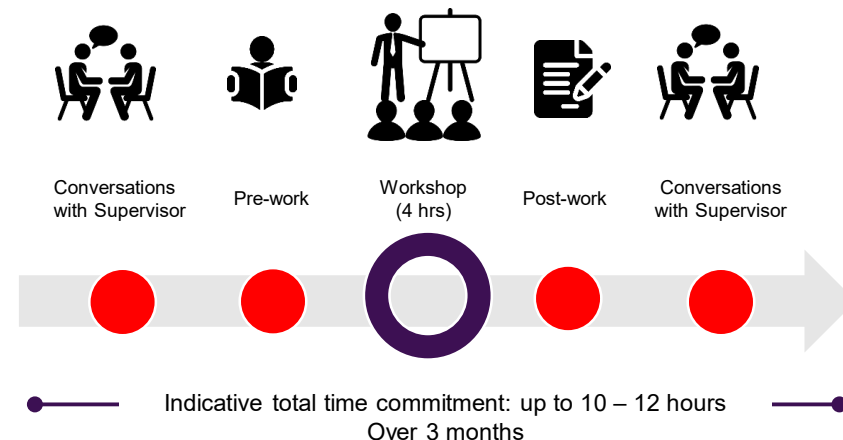 Conversations
with Supervisor
Pre-work
Workshop
(4 hrs)
Post-work
Conversations
with Supervisor
Indicative total time commitment: up to 10 – 12 hours
Over 3 months